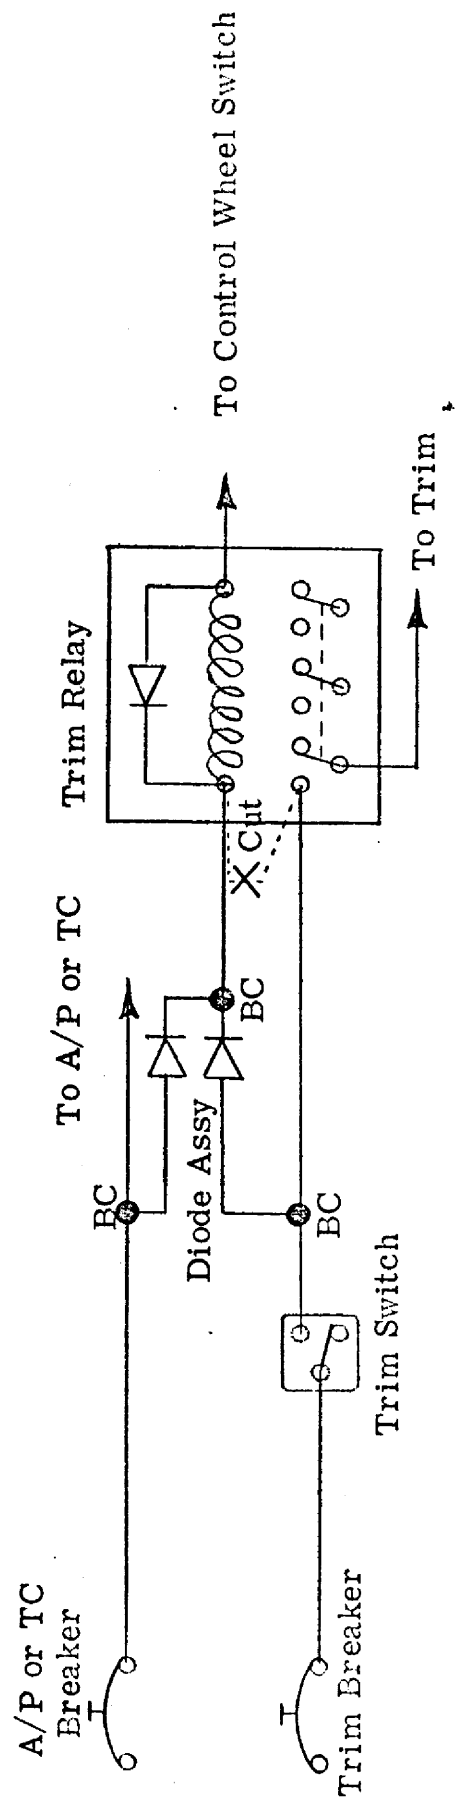 A/P or TC
Breaker
BC
To A/P or TC
Diode Assy
BC
Cut
Trim Relay
To Control Wheel Switch
Trim Breaker
Trim Switch
BC
To Trim